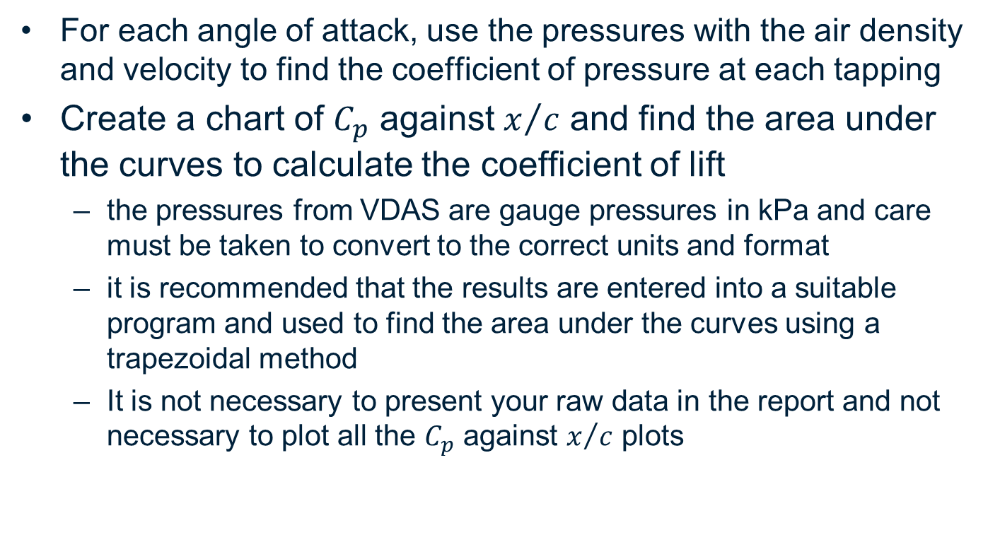 • For each angle of attack, use the pressures with the air density
and velocity to find the coefficient of pressure at each tapping
• Create a chart of 𝐶𝑝 against 𝑥/𝑐 and find the area under
the curves to calculate the coefficient of lift
– the pressures from VDAS are gauge pressures in kPa and care
must be taken to convert to the correct units and format
– it is recommended that the results are entered into a suitable
program and used to find the area under the curves using a
trapezoidal method
– It is not necessary to present your raw data in the report and not
necessary to plot all the 𝐶𝑝 against 𝑥/𝑐 plots